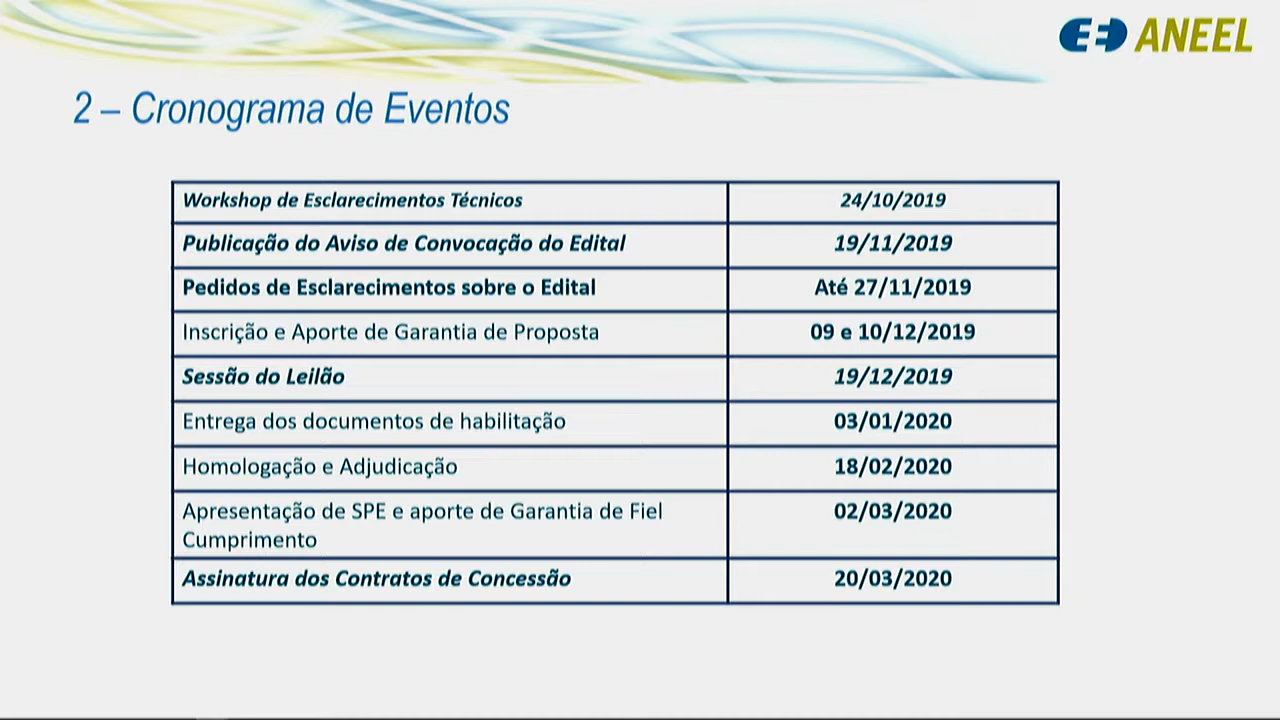 ANEEL
2 – Cronograma de Eventos
Workshop de Esclarecimentos Técnicos 24/10/2019
Publicação do Aviso de Convocação do Edital 19/11/2019
Pedidos de Esclarecimentos sobre o Edital Até 27/11/2019
Inscrição e Aporte de Garantia de Proposta 09 e 10/12/2019
Sessão do Leilão 19/12/2019
Entrega dos documentos de habilitação 03/01/2020
Homologação e Adjudicação 18/02/2020
Apresentação de SPE e aporte de Garantia de Fiel 02/03/2020
Cumprimento
Assinatura dos Contratos de Concessão 20/03/2020